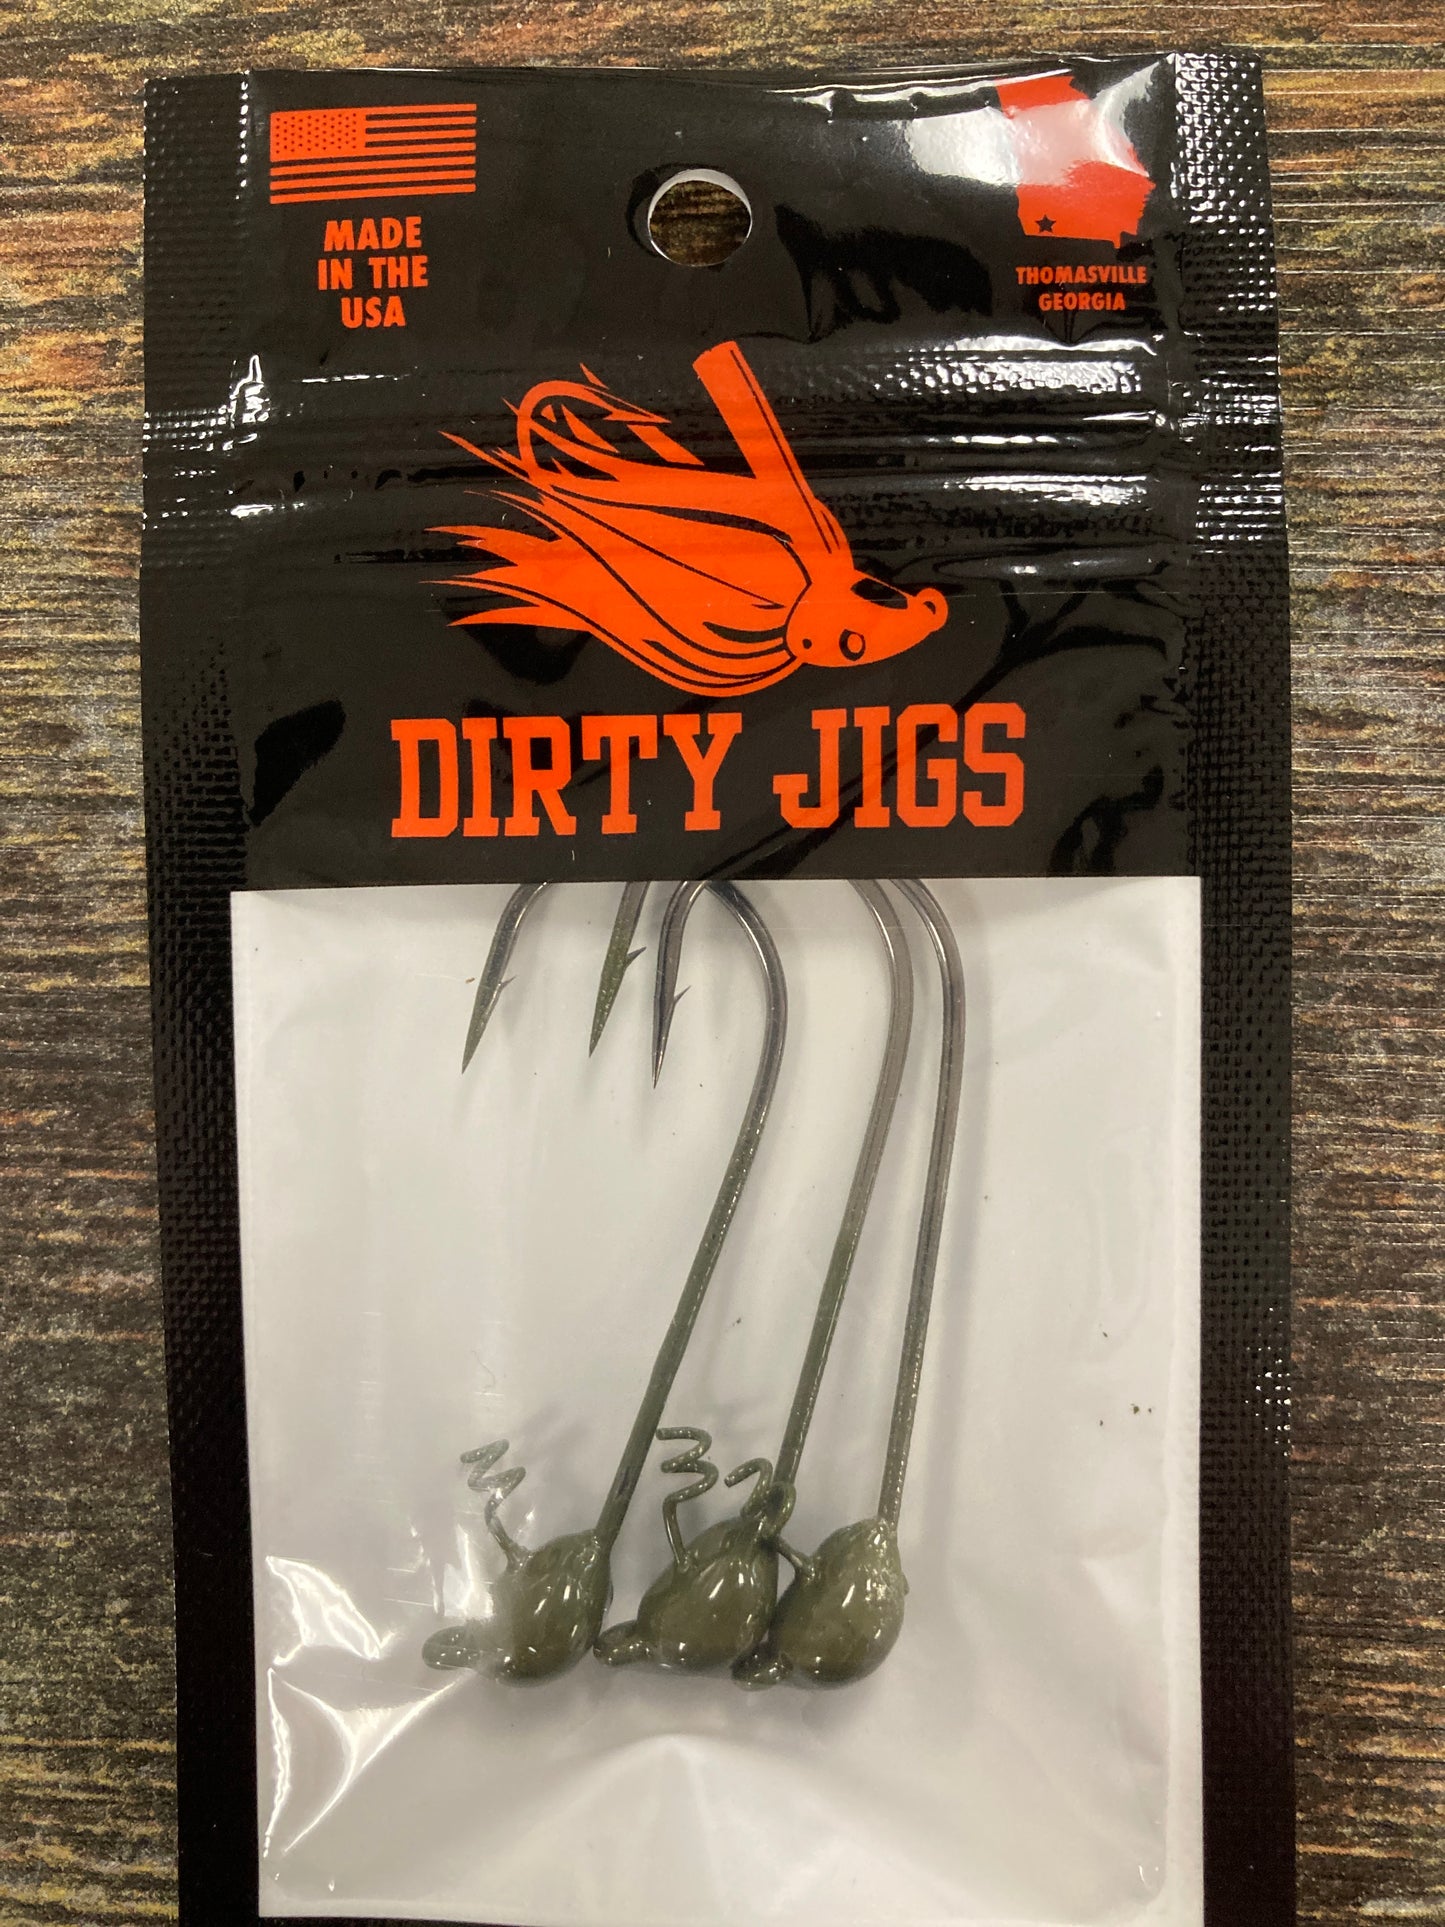 MADE
IN THE
USA
THOMASVILLE
GEORGIA
DIRTY JIGS